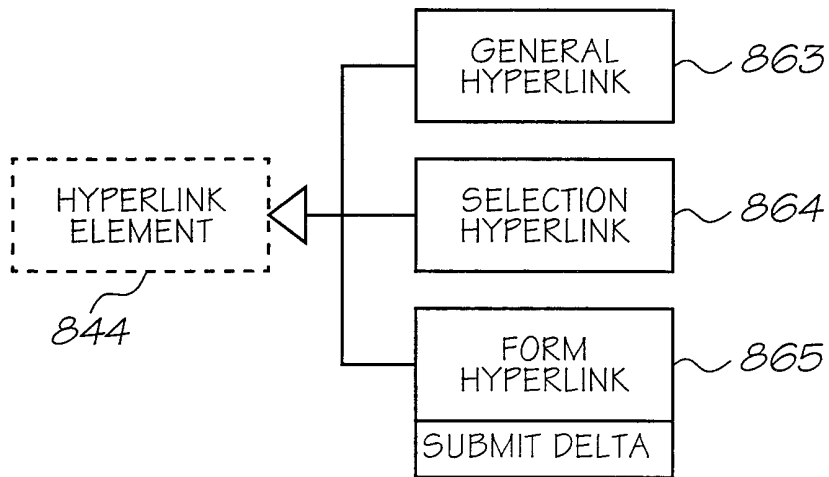 GENERAL
HYPERLINK
863
HYPERLINK
ELEMENT
844
SELECTION
HYPERLINK
864
FORM
HYPERLINK
865
SUBMIT DELTA